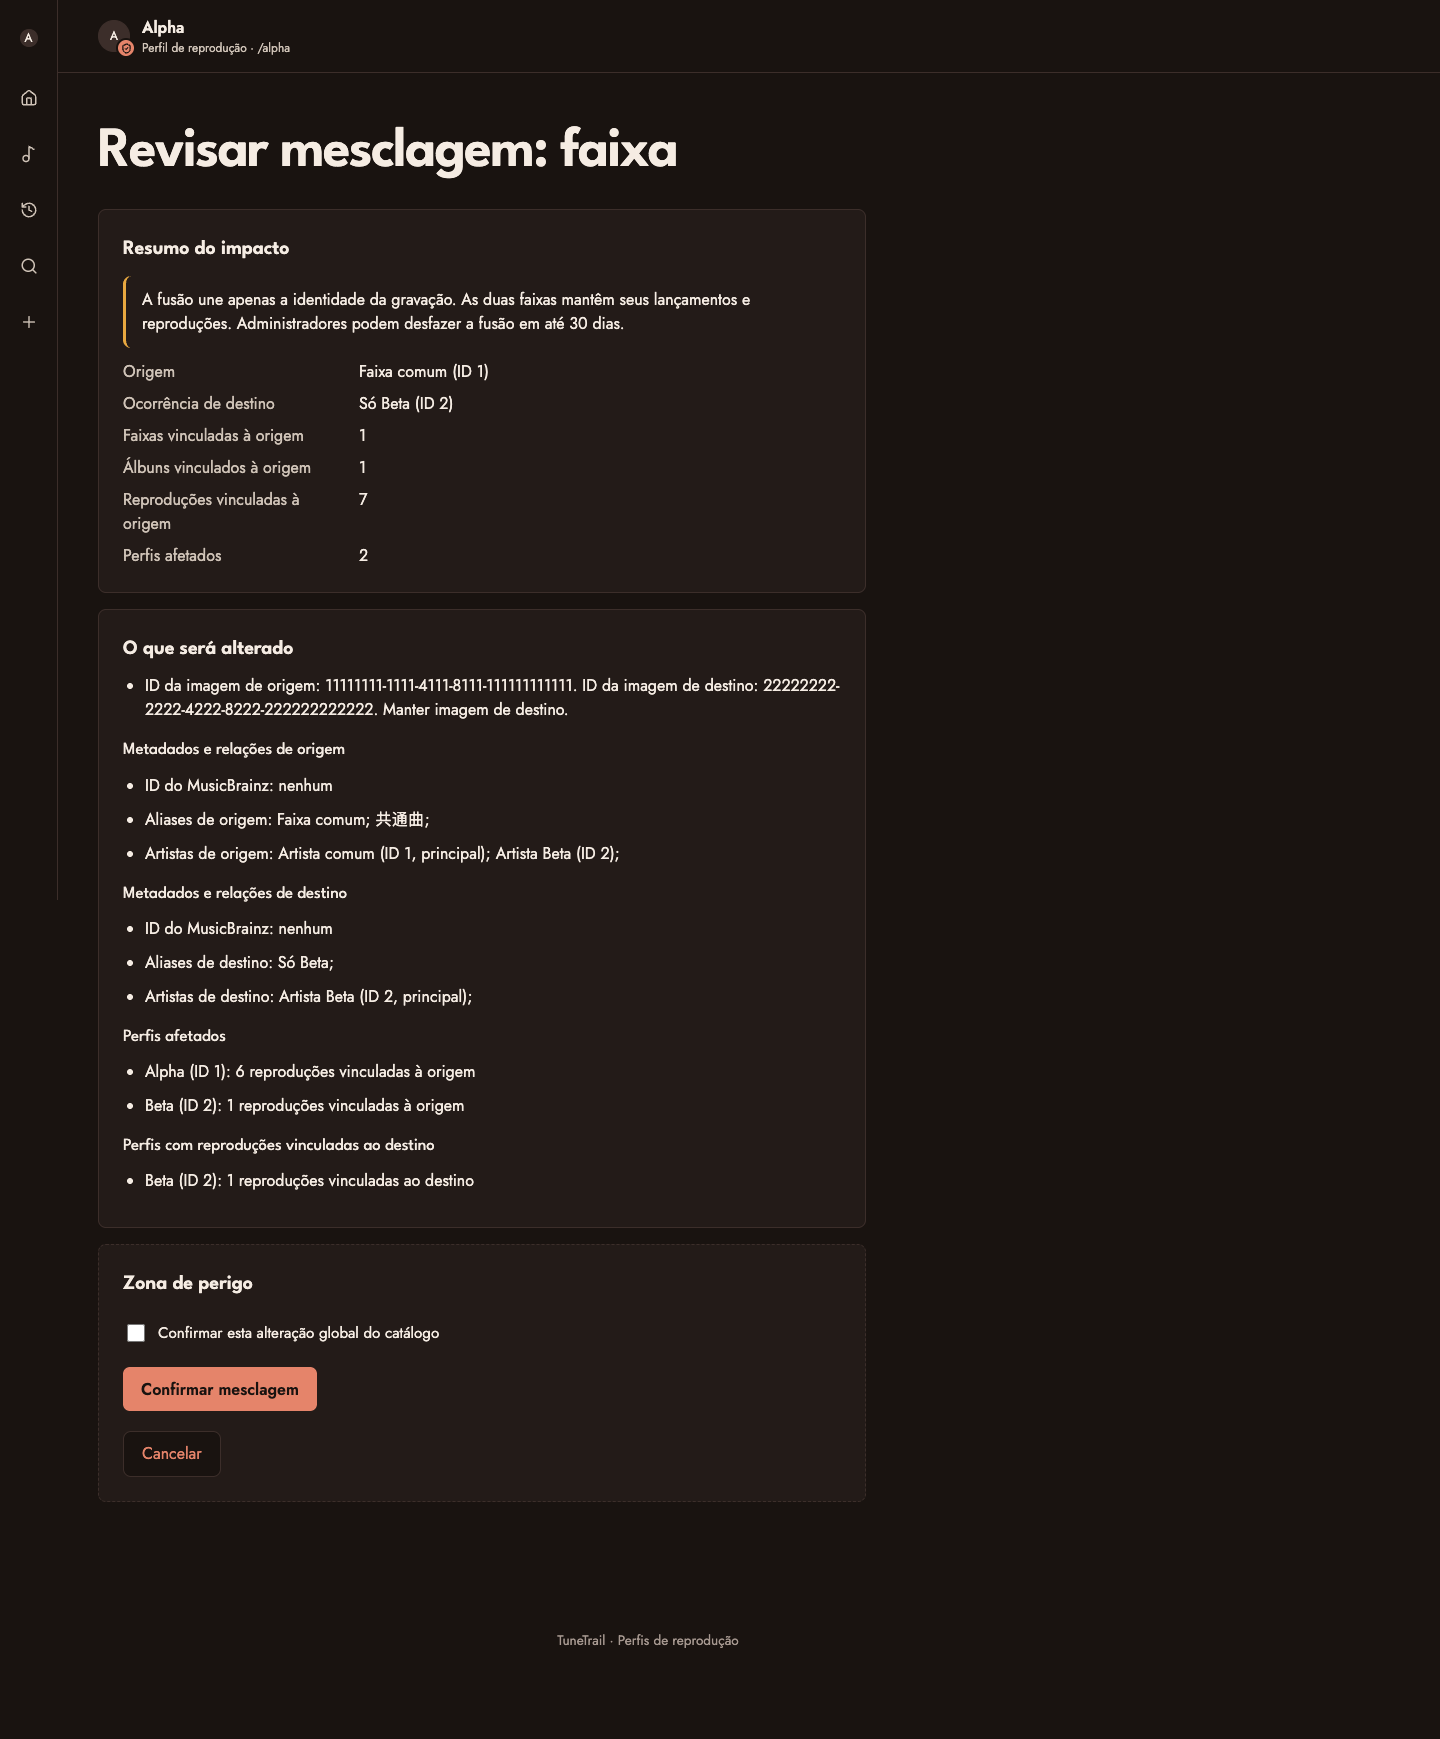 A
A
Alpha
Perfil de reprodução · /alpha
Revisar mesclagem: faixa
Resumo do impacto
A fusão une apenas a identidade da gravação. As duas faixas mantêm seus lançamentos e
reproduções. Administradores podem desfazer a fusão em até 30 dias.
Origem Faixa comum (ID 1)
Ocorrência de destino Só Beta (ID 2)
Faixas vinculadas à origem 1
Álbuns vinculados à origem 1
Reproduções vinculadas à 7
origem
Perfis afetados 2
O que será alterado
• ID da imagem de origem: 11111111-1111-4111-8111-111111111111. ID da imagem de destino: 22222222-
2222-4222-8222-222222222222. Manter imagem de destino.
Metadados e relações de origem
• ID do MusicBrainz: nenhum
• Aliases de origem: Faixa comum; 共通曲;
• Artistas de origem: Artista comum (ID 1, principal); Artista Beta (ID 2);
Metadados e relações de destino
• ID do MusicBrainz: nenhum
• Aliases de destino: Só Beta;
• Artistas de destino: Artista Beta (ID 2, principal);
Perfis afetados
• Alpha (ID 1): 6 reproduções vinculadas à origem
• Beta (ID 2): 1 reproduções vinculadas à origem
Perfis com reproduções vinculadas ao destino
• Beta (ID 2): 1 reproduções vinculadas ao destino
Zona de perigo
Confirmar esta alteração global do catálogo
Confirmar mesclagem
Cancelar
TuneTrail · Perfis de reprodução